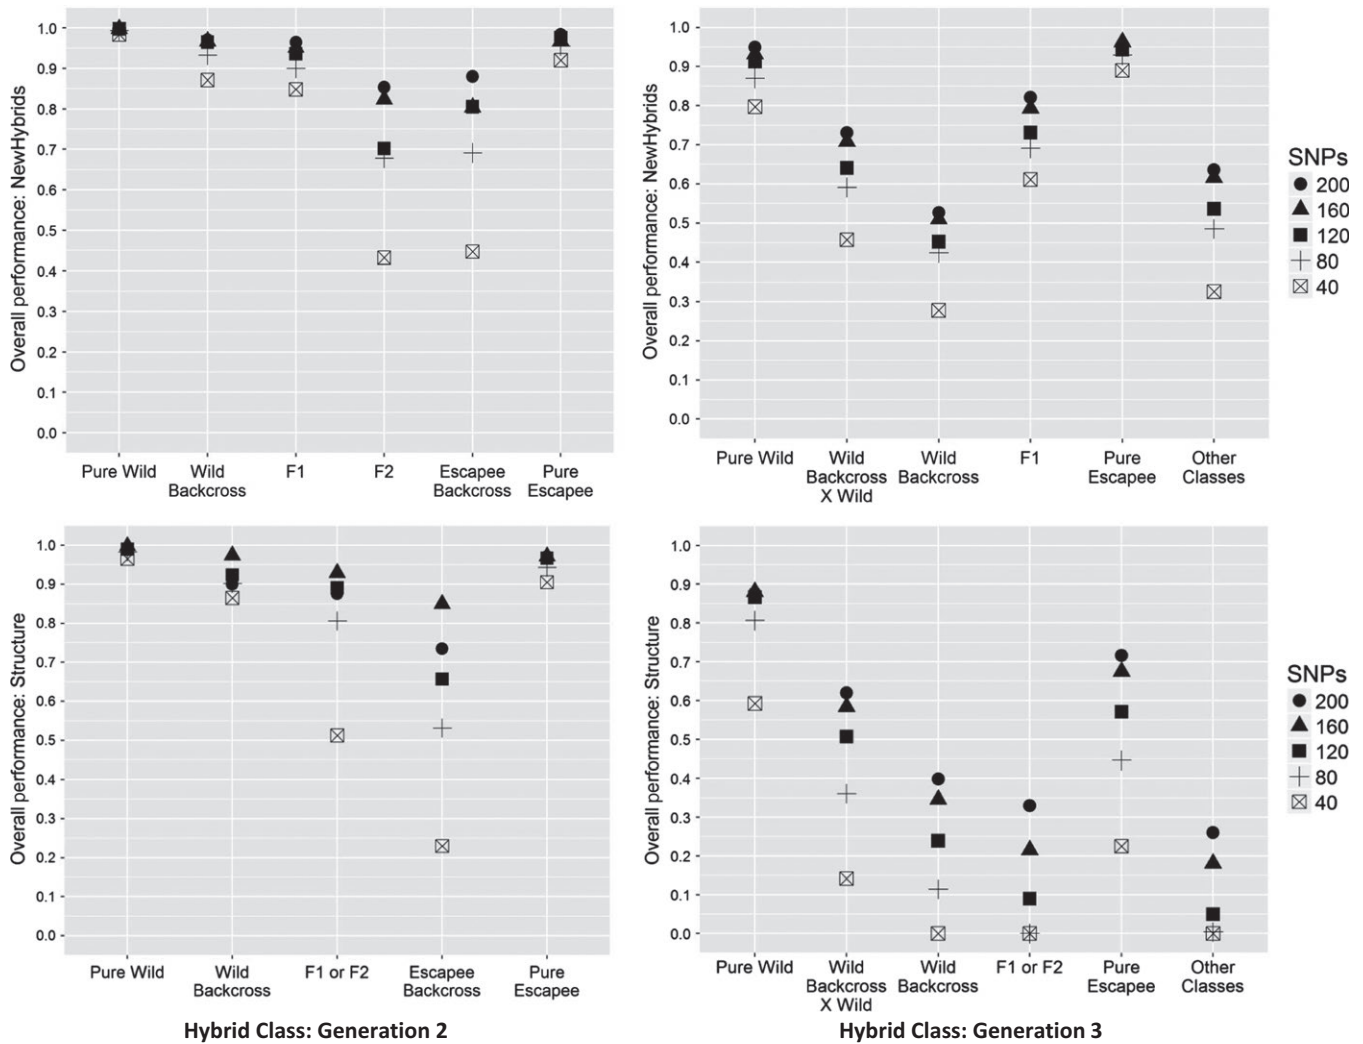 Overall performance: NewHybrids
1.0
0.9
0.8
0.7
0.6
0.5
0.4
0.3
0.2
0.1
0.0
Pure Wild
Wild
Backcross
F1
F2
Escapee
Backcross
Pure
Escapee
Overall performance: NewHybrids
1.0
0.9
0.8
0.7
0.6
0.5
0.4
0.3
0.2
0.1
0.0
Pure Wild
Wild
Backcross
X Wild
Wild
Backcross
F1
Pure
Escapee
Other
Classes
SNPs
200
160
120
80
40
Overall performance: Structure
1.0
0.9
0.8
0.7
0.6
0.5
0.4
0.3
0.2
0.1
0.0
Pure Wild
Wild
Backcross
F1 or F2
Escapee
Backcross
Pure
Escapee
Hybrid Class: Generation 2
Overall performance: Structure
1.0
0.9
0.8
0.7
0.6
0.5
0.4
0.3
0.2
0.1
0.0
Pure Wild
Wild
Backcross
X Wild
Wild
Backcross
F1 or F2
Pure
Escapee
Other
Classes
Hybrid Class: Generation 3
SNPs
200
160
120
80
40